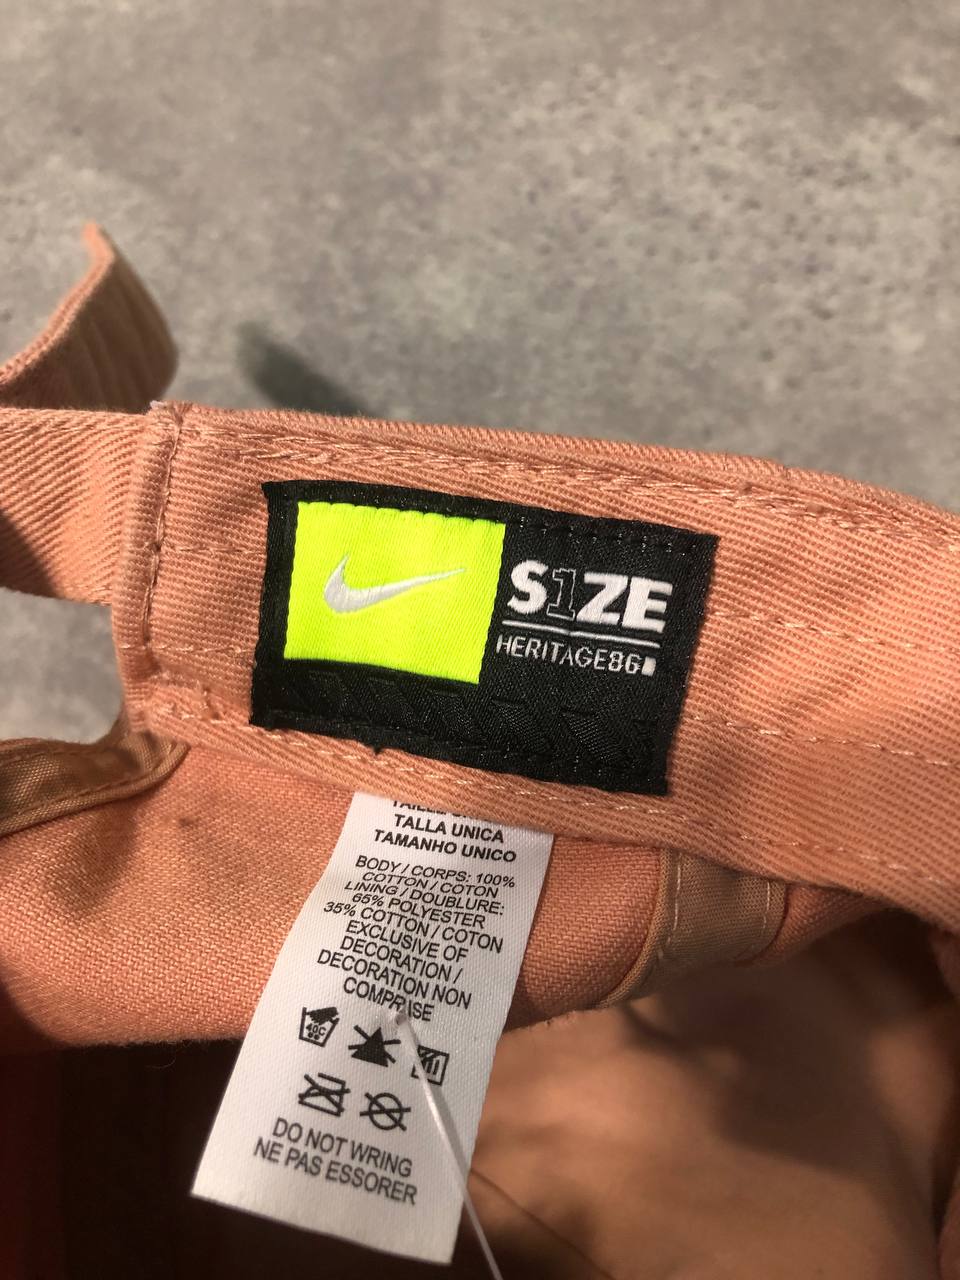 S1ZE
HERITAGE86
TALLA UNICA
TAMANHO UNICO
BODY / CORPS: 100%
COTTON / COTON
LINING / DOUBLURE:
65% POLYESTER
35% COTTON / COTON
EXCLUSIVE OF
DECORATION /
DECORATION NON
COMPRISE
40C
DO NOT WRING
NE PAS ESSORER